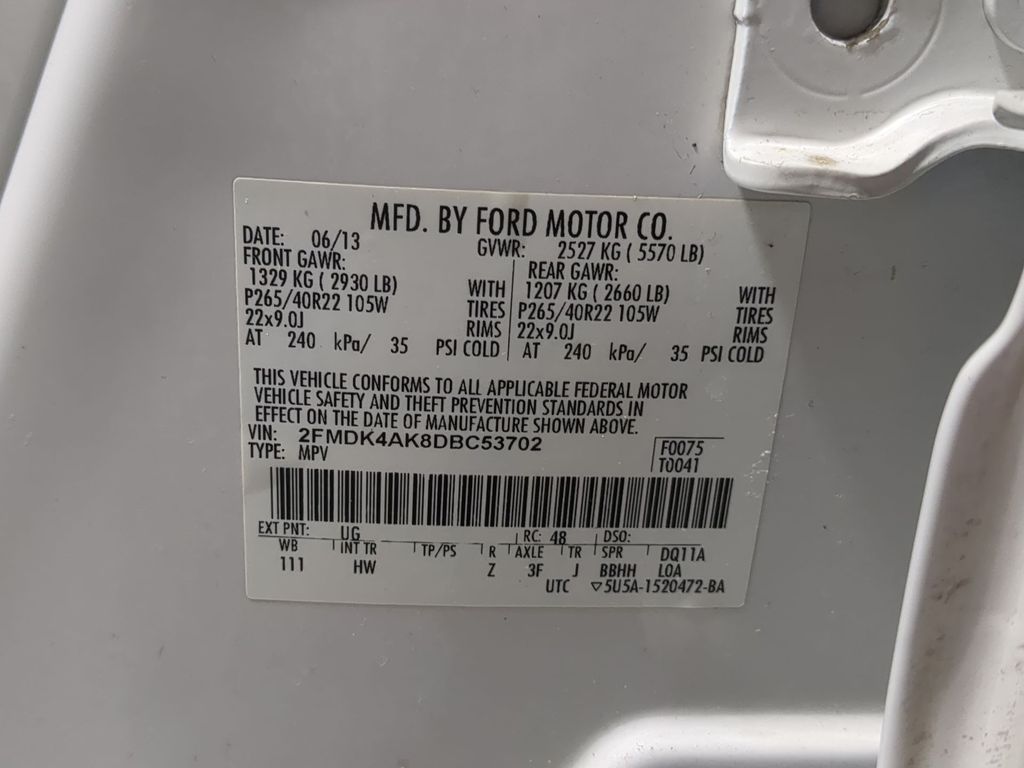 MFD. BY FORD MOTOR CO.
DATE: 06/13 GVWR: 2527 KG ( 5570 LB)
FRONT GAWR: REAR GAWR:
1329 KG ( 2930 LB) WITH 1207 KG ( 2660 LB) WITH
P265/40R22 105W TIRES P265/40R22 105W TIRES
22x9.0J RIMS 22x9.0J RIMS
AT 240 kPa/ 35 PSI COLD AT 240 kPa/ 35 PSI COLD
THIS VEHICLE CONFORMS TO ALL APPLICABLE FEDERAL MOTOR
VEHICLE SAFETY AND THEFT PREVENTION STANDARDS IN
EFFECT ON THE DATE OF MANUFACTURE SHOWN ABOVE.
VIN: 2FMDK4AK8DBC53702
TYPE: MPV
F0075
T0041
EXT PNT: UG RC: 48 DSO:
WB INT TR TP/PS R AXLE TR SPR DQ11A
111 HW Z 3F J BBHH LOA
UTC ▽5U5A-1520472-BA